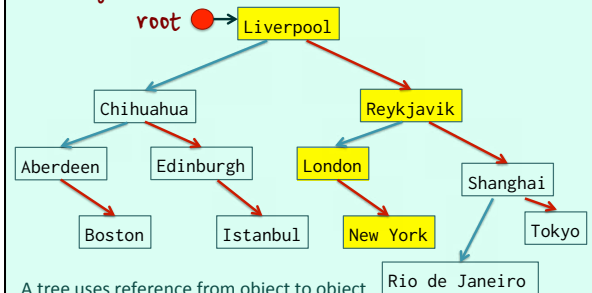 root
Liverpool
Chihuahua
Reykjavik
Aberdeen
Edinburgh
London
Shanghai
Boston
Istanbul
New York
Tokyo
Rio de Janeiro
A tree uses reference from object to object